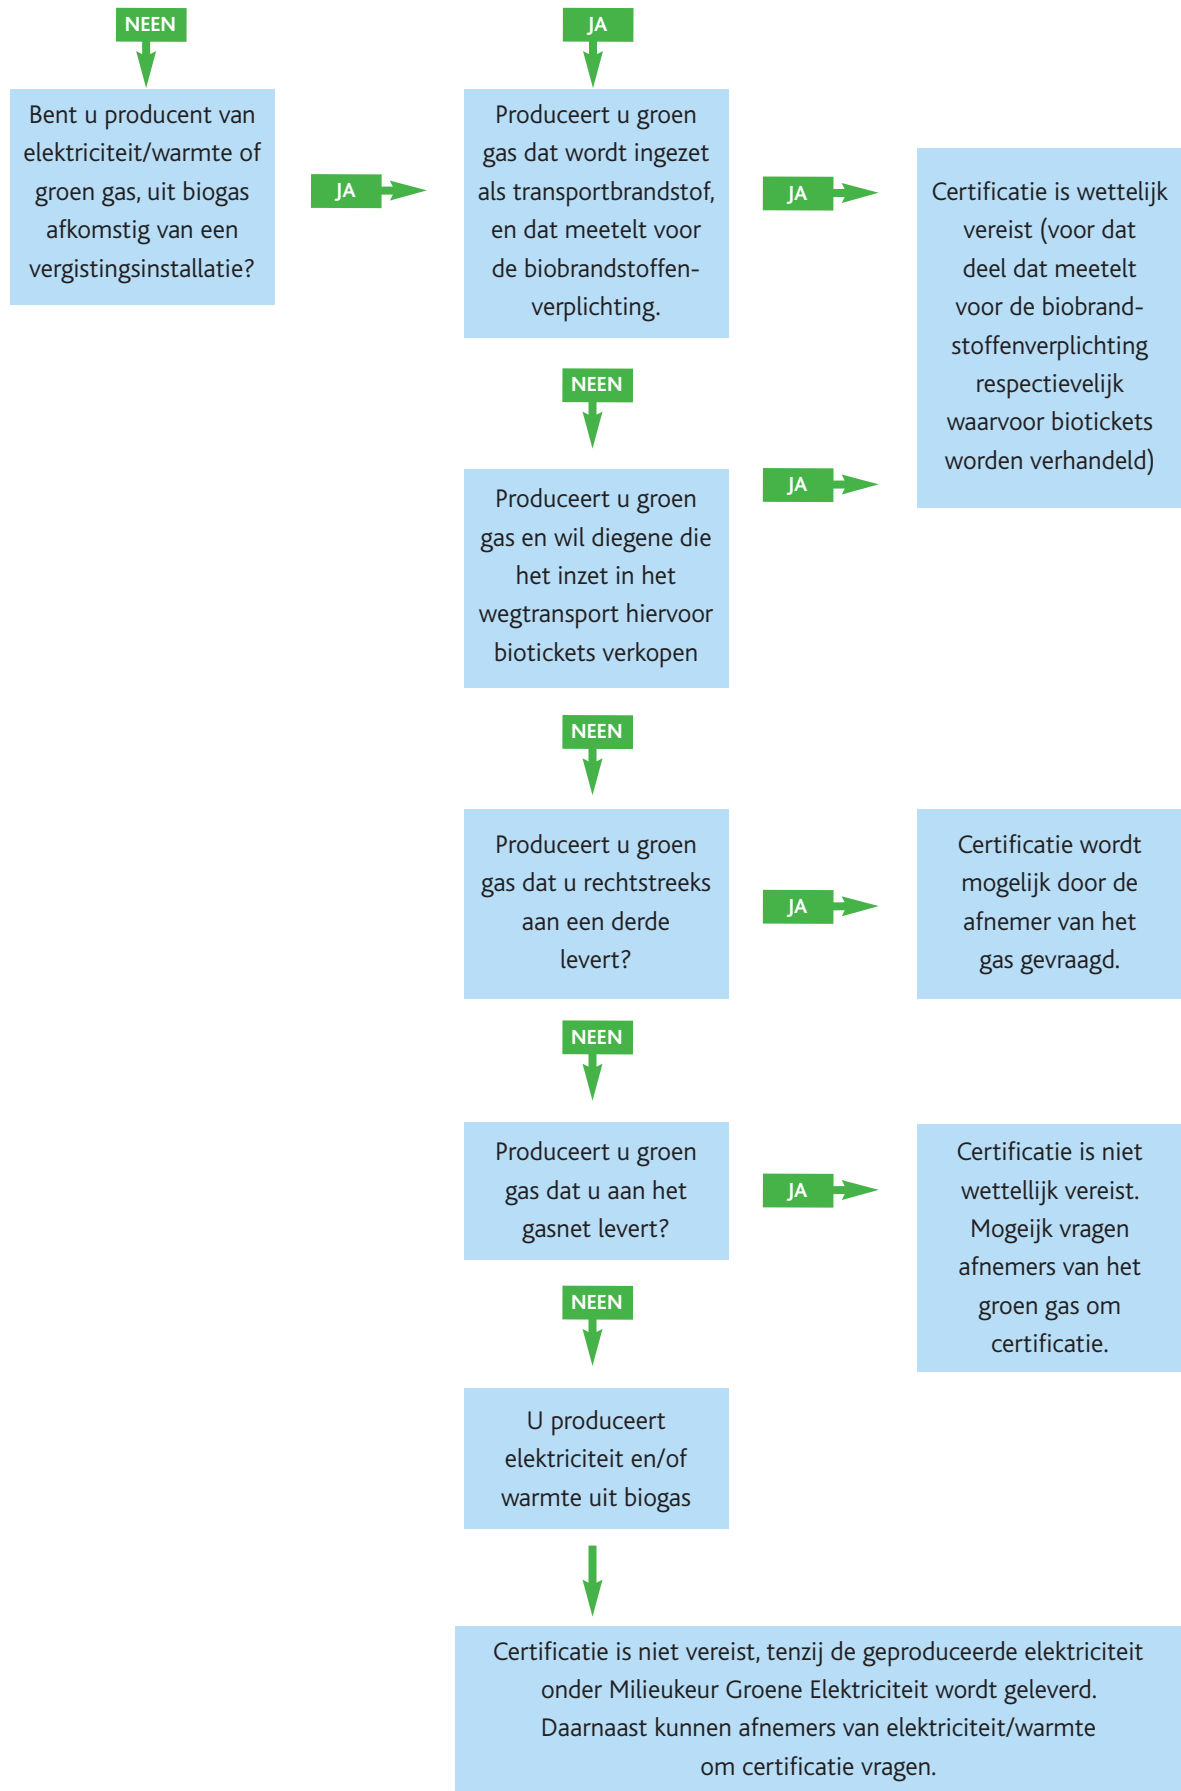 NEEN
JA
Bent u producent van
elektriciteit/warmte of
groen gas, uit biogas
afkomstig van een
vergistingsinstallatie?
JA
Produceert u groen
gas dat wordt ingezet
als transportbrandstof,
en dat meetelt voor
de biobrandstoffen-
verplichting.
JA
Certificatie is wettelijk
vereist (voor dat
deel dat meetelt
voor de biobrand-
stoffenverplichting
respectievelijk
waarvoor biotickets
worden verhandeld)
NEEN
Produceert u groen
gas en wil diegene die
het inzet in het
wegtransport hiervoor
biotickets verkopen
JA
NEEN
Produceert u groen
gas dat u rechtstreeks
aan een derde
levert?
JA
Certificatie wordt
mogelijk door de
afnemer van het
gas gevraagd.
NEEN
Produceert u groen
gas dat u aan het
gasnet levert?
JA
Certificatie is niet
wettellijk vereist.
Mogeijk vragen
afnemers van het
groen gas om
certificatie.
NEEN
U produceert
elektriciteit en/of
warmte uit biogas
Certificatie is niet vereist, tenzij de geproduceerde elektriciteit
onder Milieukeur Groene Elektriciteit wordt geleverd.
Daarnaast kunnen afnemers van elektriciteit/warmte
om certificatie vragen.